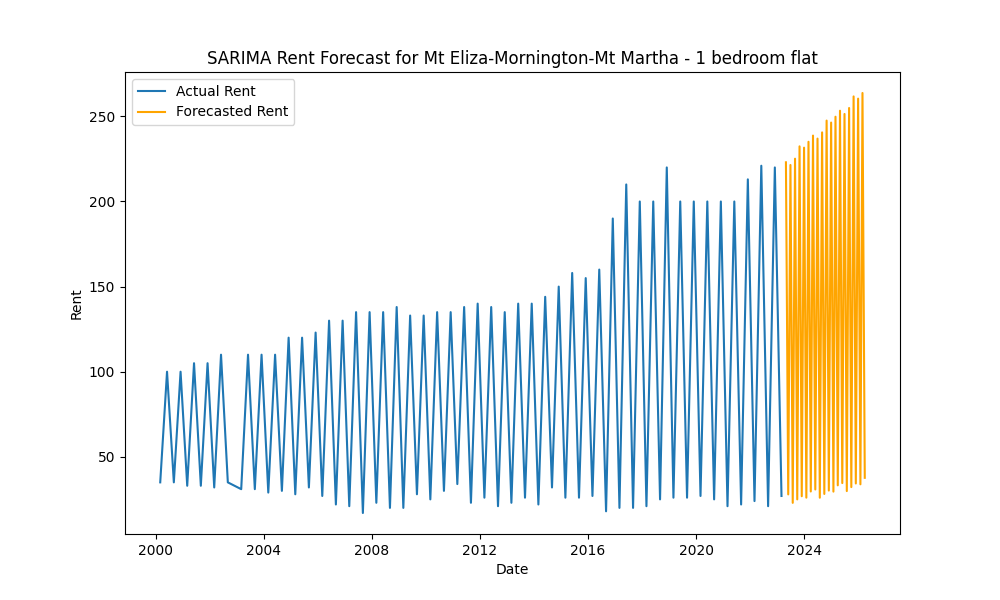 SARIMA Rent Forecast for Mt Eliza-Mornington-Mt Martha - 1 bedroom flat
Actual Rent
Forecasted Rent
250
200
150
100
50
Rent
2000 2004 2008 2012 2016 2020 2024
Date